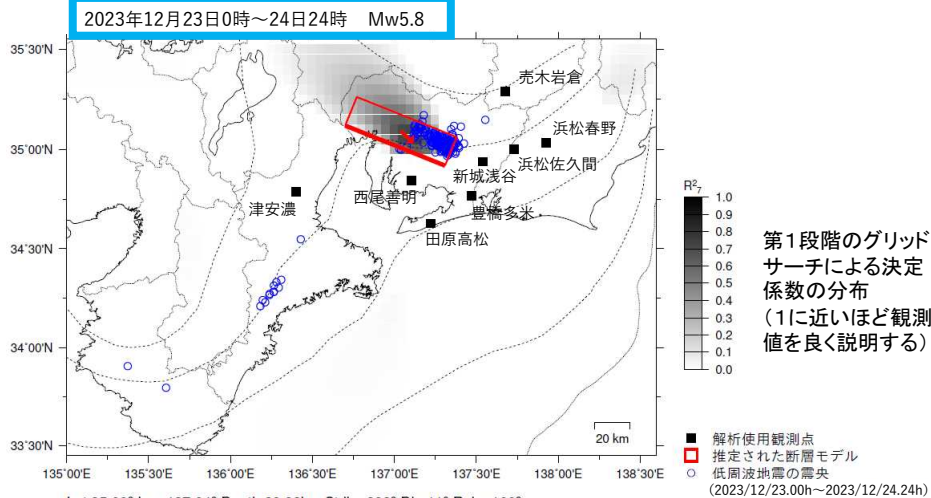 2023年12月23日0時～24日24時 Mw5.8
35˚30'N
35˚00'N
34˚30'N
34˚00'N
33˚30'N
135˚00'E
135˚30'E
136˚00'E
136˚30'E
137˚00'E
137˚30'E
138˚00'E
138˚30'E
売木岩倉
浜松春野
浜松佐久間
新城浅谷
西尾善明
豊橋多米
津安濃
田原高松
20 km
R²₇
1.0
0.9
0.8
0.7
0.6
0.5
0.4
0.3
0.2
0.1
0.0
第1段階のグリッド
サーチによる決定
係数の分布
(1に近いほど観測
値を良く説明する)
解析使用観測点
推定された断層モデル
低周波地震の震央
(2023/12/23.00h～2023/12/24.24h)